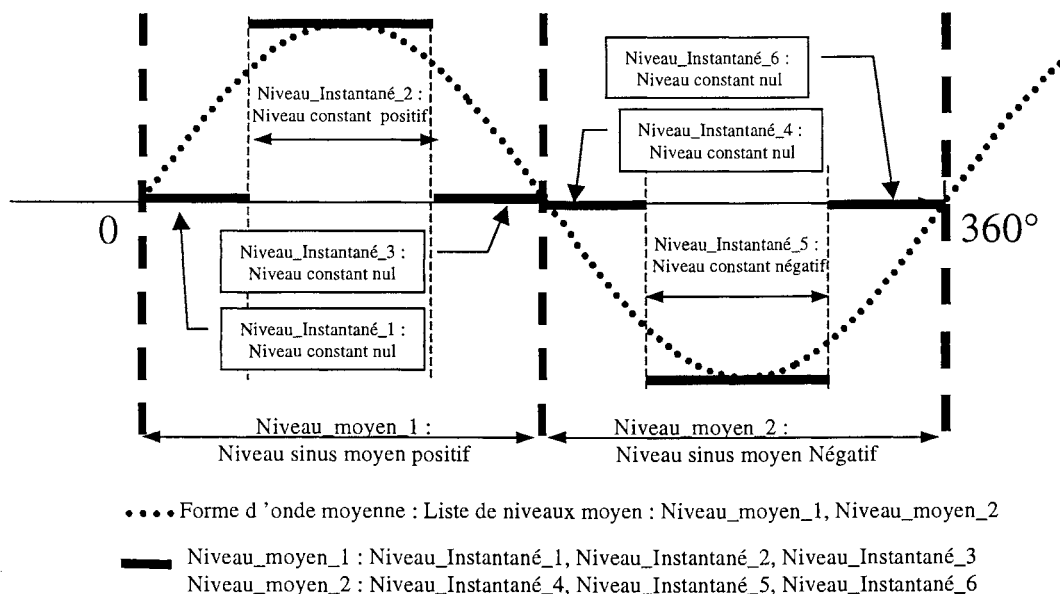 Niveau_Instantané_2 :
Niveau constant positif
Niveau_Instantané_6 :
Niveau constant nul
Niveau_Instantané_4 :
Niveau constant nul
0
360°
Niveau_Instantané_3 :
Niveau constant nul
Niveau_Instantané_5 :
Niveau constant négatif
Niveau_Instantané_1 :
Niveau constant nul
Niveau_moyen_1 :
Niveau sinus moyen positif
Niveau_moyen_2 :
Niveau sinus moyen Négatif
Forme d 'onde moyenne : Liste de niveaux moyen : Niveau_moyen_1, Niveau_moyen_2
Niveau_moyen_1 : Niveau_Instantané_1, Niveau_Instantané_2, Niveau_Instantané_3
Niveau_moyen_2 : Niveau_Instantané_4, Niveau_Instantané_5, Niveau_Instantané_6